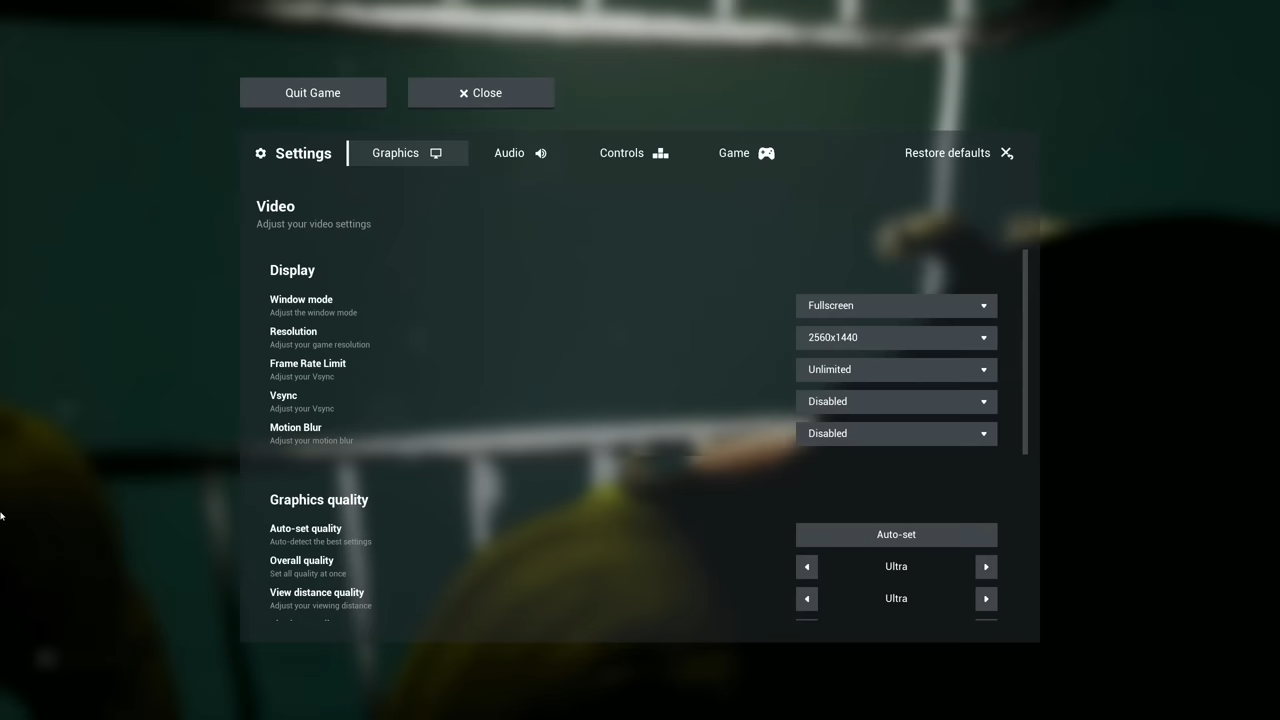 Quit Game
Close
Settings
Graphics
Audio
Controls
Game
Restore defaults
Video
Adjust your video settings
Display
Window mode
Adjust the window mode
Fullscreen
Resolution
Adjust your game resolution
2560x1440
Frame Rate Limit
Adjust your Vsync
Unlimited
Vsync
Adjust your Vsync
Disabled
Motion Blur
Adjust your motion blur
Disabled
Graphics quality
Auto-set quality
Auto-detect the best settings
Auto-set
Overall quality
Set all quality at once
Ultra
View distance quality
Adjust your viewing distance
Ultra